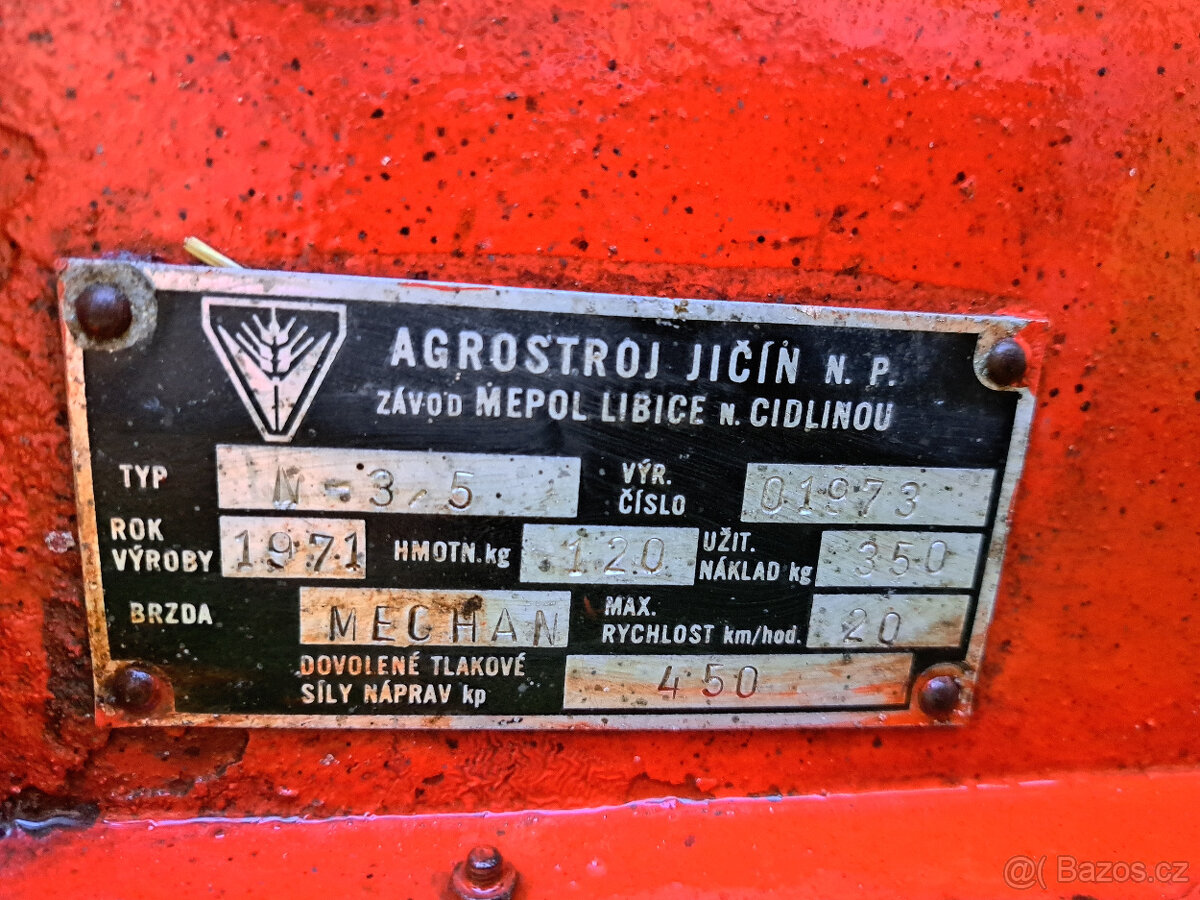 AGROSTROJ JIČÍN N. P.
ZÁVOD MEPOL LIBICE N. CIDLINOU
TYP N-3,5 VÝR. ČÍSLO 01973
ROK VÝROBY 1971 HMOTN. kg 120 UŽIT. NÁKLAD kg 350
BRZDA MECHAN MAX. RYCHLOST km/hod. 20
DOVOLENÉ TLAKOVÉ
SÍLY NÁPRAV kp 450
@( Bazos.cz